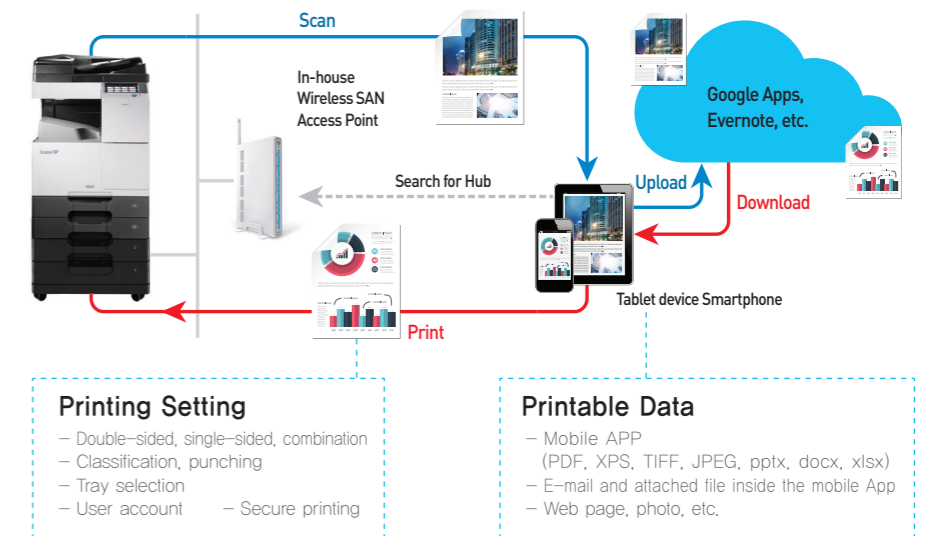 Scan
In-house
Wireless SAN
Access Point
Google Apps,
Evernote, etc.
Search for Hub
Upload
Download
Tablet device Smartphone
Print
Printing Setting
– Double-sided, single-sided, combination
– Classification, punching
– Tray selection
– User account – Secure printing
Printable Data
– Mobile APP
(PDF, XPS, TIFF, JPEG, pptx, docx, xlsx)
– E-mail and attached file inside the mobile App
– Web page, photo, etc.